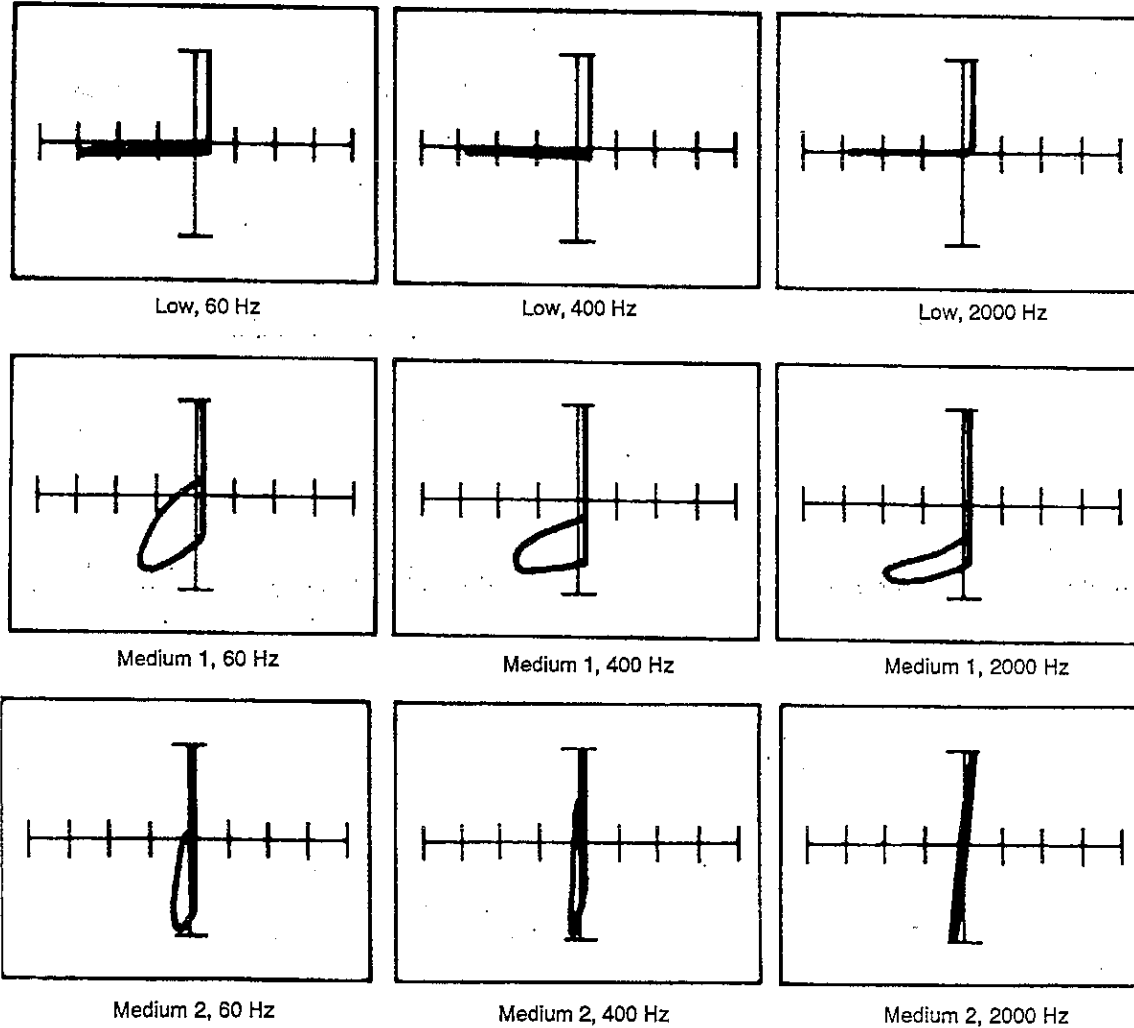 Low, 60 Hz
Low, 400 Hz
Low, 2000 Hz
Medium 1, 60 Hz
Medium 1, 400 Hz
Medium 1, 2000 Hz
Medium 2, 60 Hz
Medium 2, 400 Hz
Medium 2, 2000 Hz